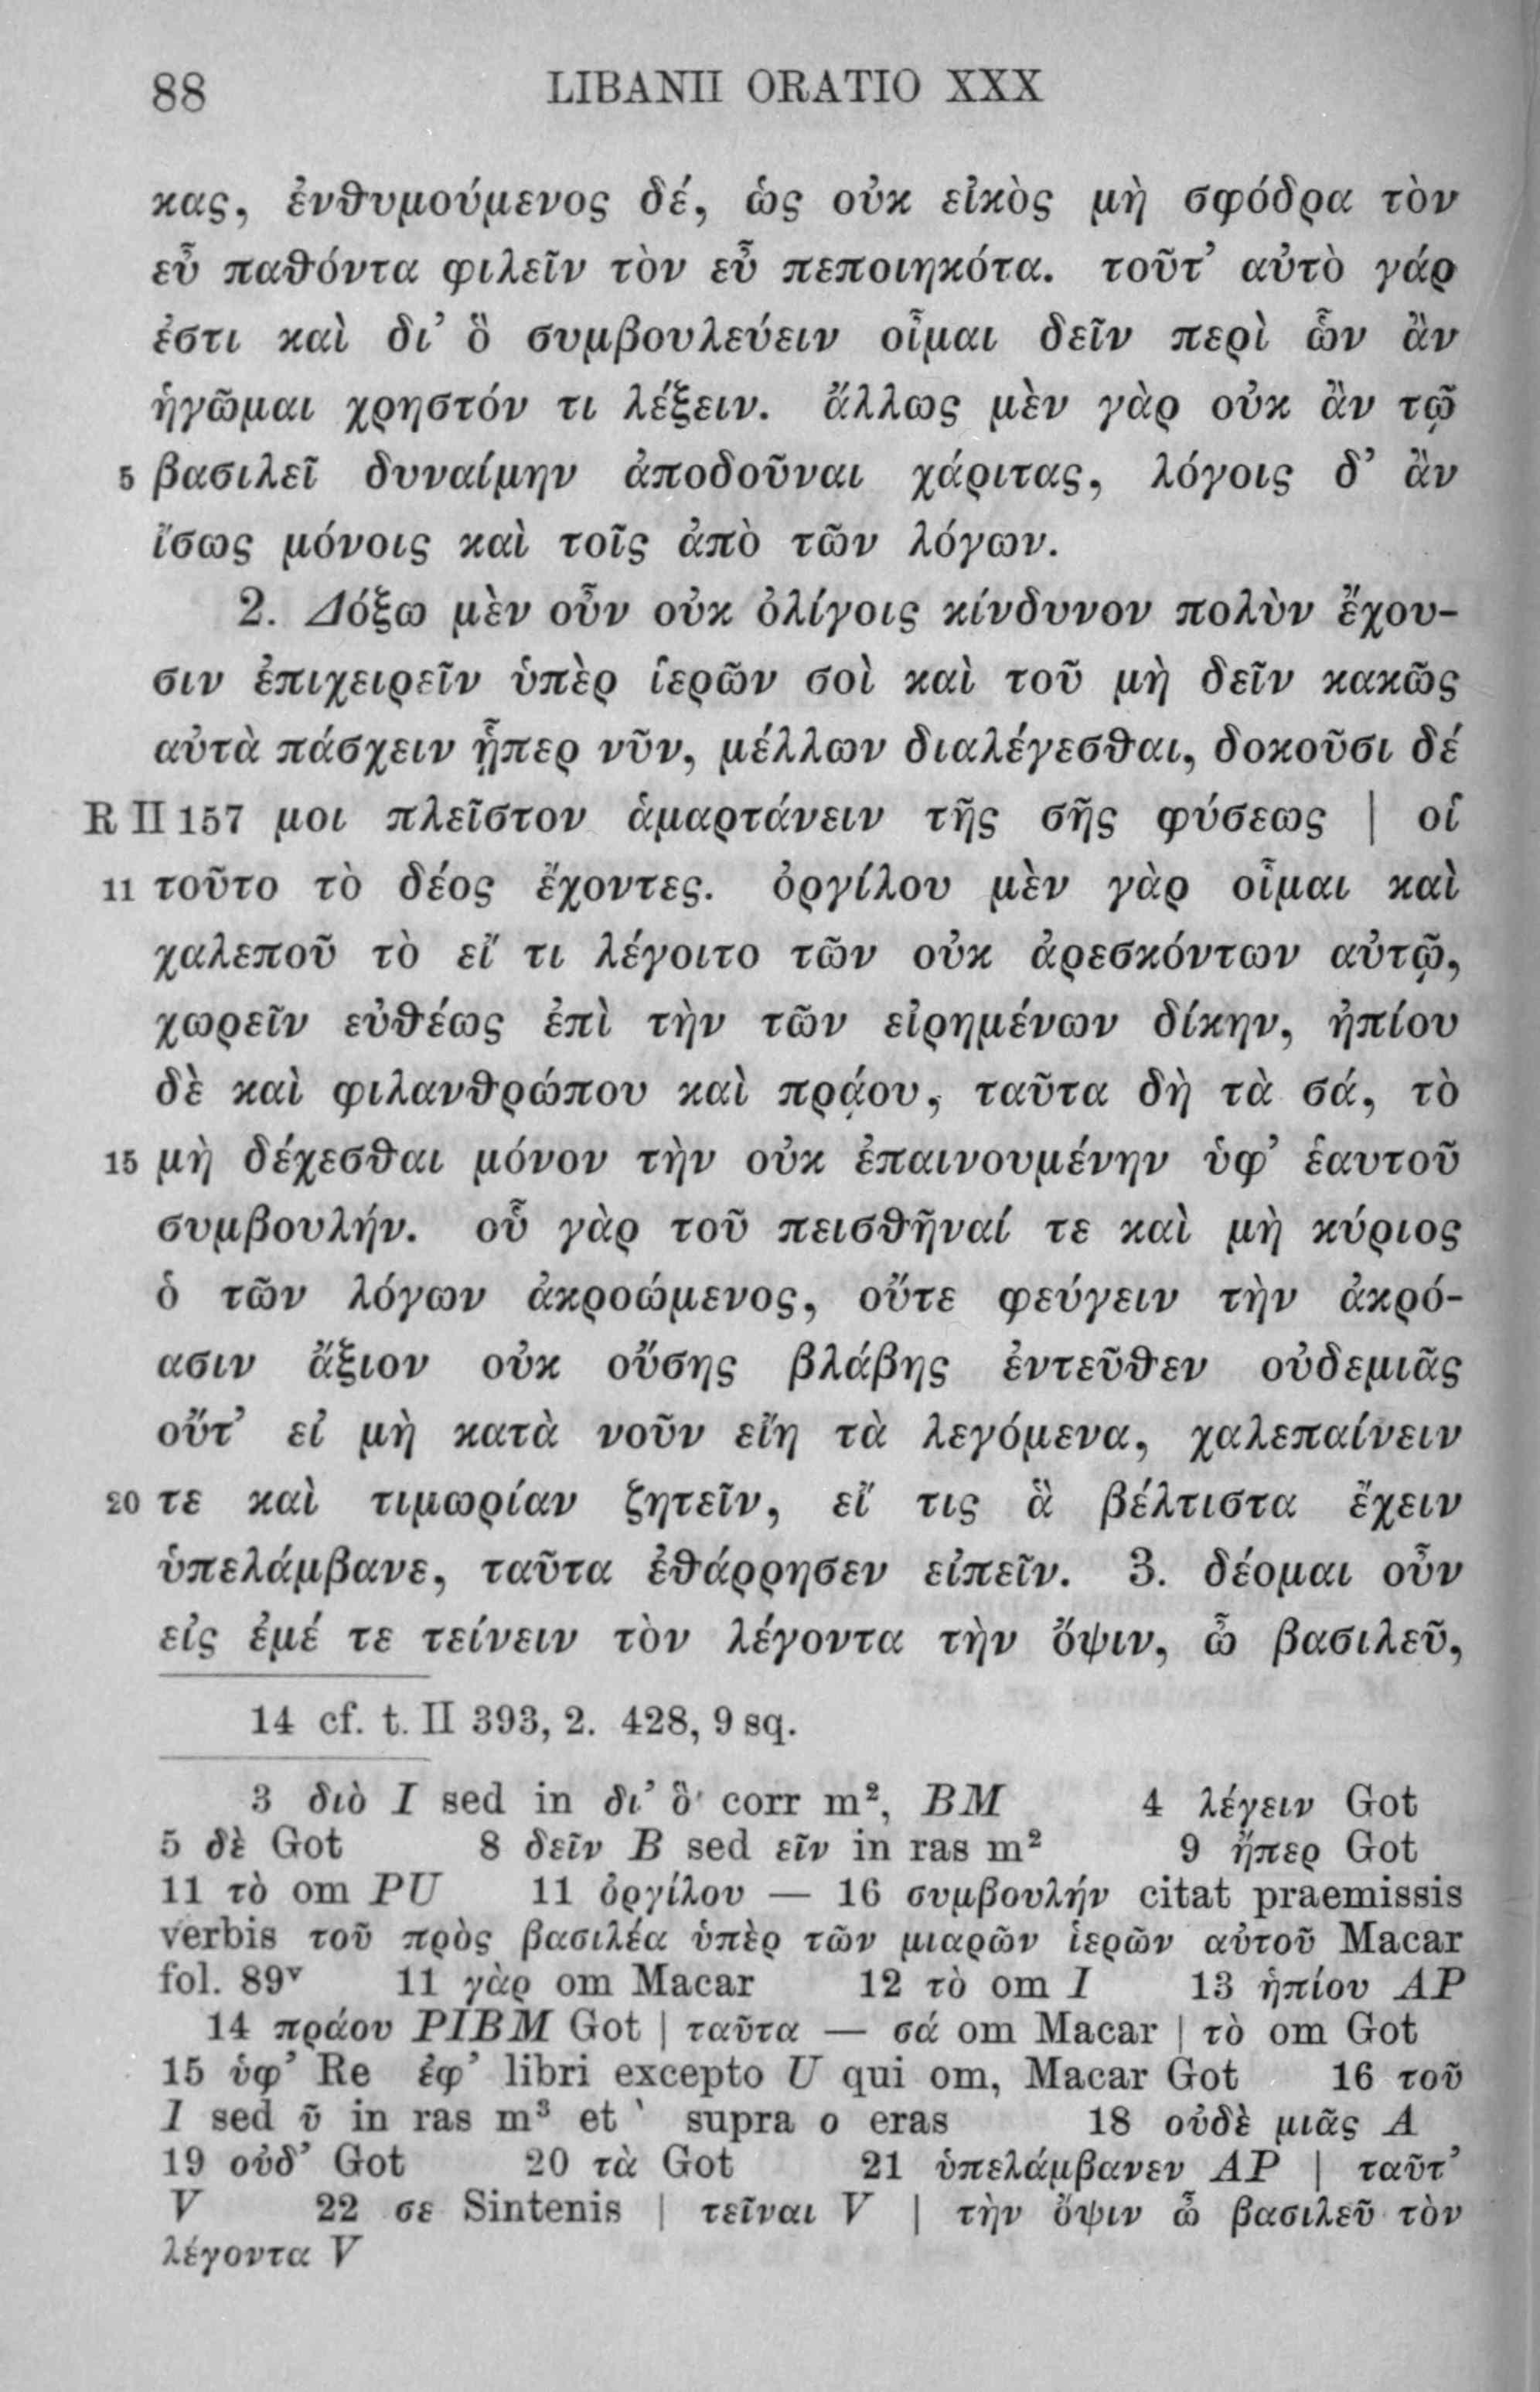 88 LIBANII ORATIO XXX
κας, ἐνθυμούμενος δέ, ὡς οὐκ εἰκὸς μὴ σφόδρα τὸν
εὖ παθόντα φιλεῖν τὸν εὖ πεποιηκότα. τοῦτ’ αὐτὸ γάρ
ἐστι καὶ δι’ ὃ συμβουλεύειν οἶμαι δεῖν περὶ ὧν ἂν
ἡγῶμαι χρηστόν τι λέξειν. ἄλλως μὲν γὰρ οὐκ ἂν τῷ
5 βασιλεῖ δυναίμην ἀποδοῦναι χάριτας, λόγοις δ’ ἂν
ἴσως μόνοις καὶ τοῖς ἀπὸ τῶν λόγων.
2. Δόξω μὲν οὖν οὐκ ὀλίγοις κίνδυνον πολὺν ἔχου-
σιν ἐπιχειρεῖν ὑπὲρ ἱερῶν σοὶ καὶ τοῦ μὴ δεῖν κακῶς
αὐτὰ πάσχειν ᾗπερ νῦν, μέλλων διαλέγεσθαι, δοκοῦσι δέ
R II 157 μοι πλεῖστον ἁμαρτάνειν τῆς σῆς φύσεως | οἱ
11 τοῦτο τὸ δέος ἔχοντες. ὀργίλου μὲν γὰρ οἶμαι καὶ
χαλεποῦ τὸ εἴ τι λέγοιτο τῶν οὐκ ἀρεσκόντων αὐτῷ,
χωρεῖν εὐθέως ἐπὶ τὴν τῶν εἰρημένων δίκην, ἠπίου
δὲ καὶ φιλανθρώπου καὶ πρᾴου, ταῦτα δὴ τὰ σά, τὸ
15 μὴ δέχεσθαι μόνον τὴν οὐκ ἐπαινουμένην ὑφ’ ἑαυτοῦ
συμβουλήν. οὗ γὰρ τοῦ πεισθῆναί τε καὶ μὴ κύριος
ὁ τῶν λόγων ἀκροώμενος, οὔτε φεύγειν τὴν ἀκρό-
ασιν ἄξιον οὐκ οὔσης βλάβης ἐντεῦθεν οὐδεμιᾶς
οὔτ’ εἰ μὴ κατὰ νοῦν εἴη τὰ λεγόμενα, χαλεπαίνειν
20 τε καὶ τιμωρίαν ζητεῖν, εἴ τις ἃ βέλτιστα ἔχειν
ὑπελάμβανε, ταῦτα ἐθάρρησεν εἰπεῖν. 3. δέομαι οὖν
εἰς ἐμέ τε τείνειν τὸν λέγοντα τὴν ὄψιν, ὦ βασιλεῦ,
14 cf. t. II 393, 2. 428, 9 sq.
3 διὸ I sed in δι’ ὃ corr m², BM 4 λέγειν Got
5 δὲ Got 8 δεῖν B sed εῖν in ras m² 9 ἤπερ Got
11 τὸ om PU 11 ὀργίλου — 16 συμβουλήν citat praemissis
verbis τοῦ πρὸς βασιλέα ὑπὲρ τῶν μιαρῶν ἱερῶν αὐτοῦ Macar
fol. 89ᵛ 11 γὰρ om Macar 12 τὸ om I 13 ἡπίου AP
14 πράου PIBM Got | ταῦτα — σά om Macar | τὸ om Got
15 ὑφ’ Re ἐφ’ libri excepto U qui om, Macar Got 16 τοῦ
I sed ῦ in ras m³ et ‵ supra ο eras 18 οὐδὲ μιᾶς A
19 οὐδ’ Got 20 τὰ Got 21 ὑπελάμβανεν AP | ταῦτ’
V 22 σε Sintenis | τεῖναι V | τὴν ὄψιν ὦ βασιλεῦ τὸν
λέγοντα V